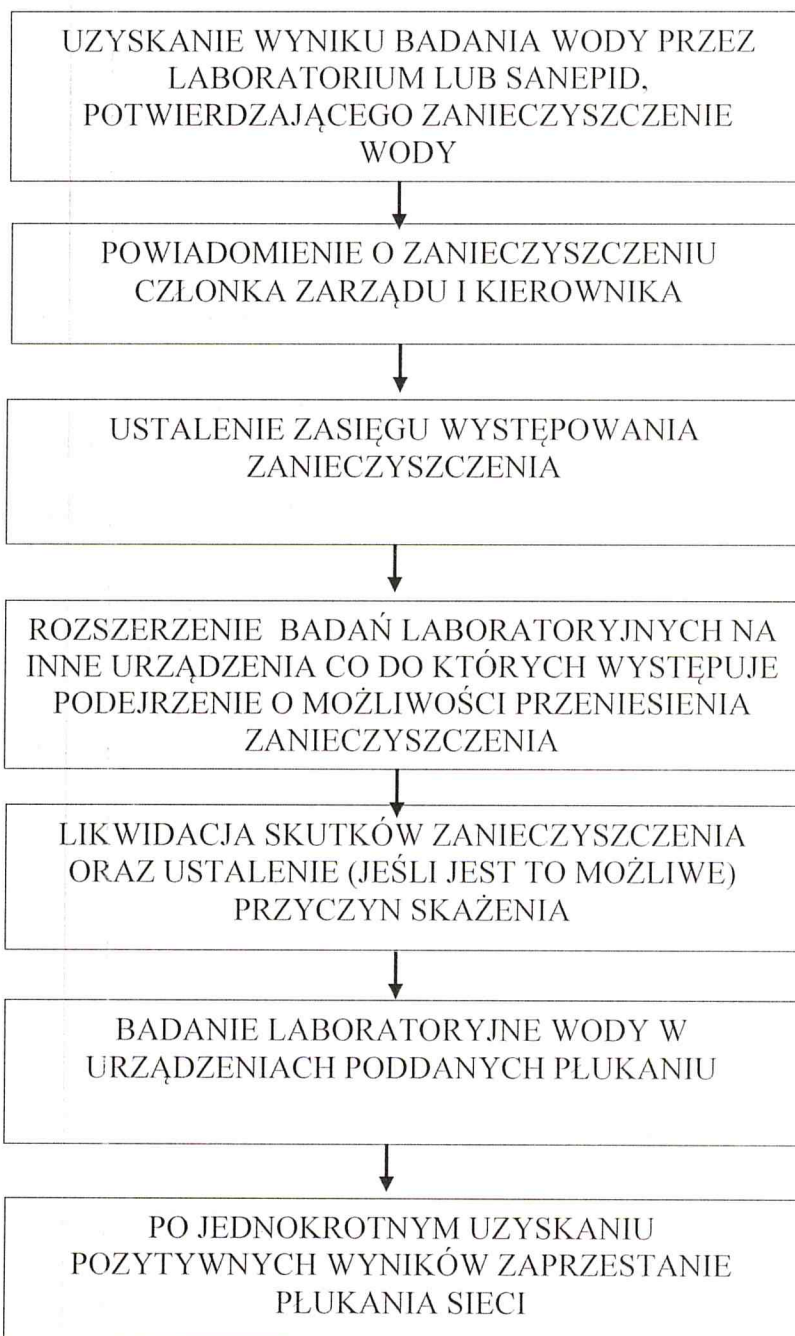 UZYSKANIE WYNIKU BADANIA WODY PRZEZ
LABORATORIUM LUB SANEPID,
POTWIERDZAJĄCEGO ZANIECZYSZCZENIE
WODY
POWIADOMIENIE O ZANIECZYSZCZENIU
CZŁONKA ZARZĄDU I KIEROWNIKA
USTALENIE ZASIĘGU WYSTĘPOWANIA
ZANIECZYSZCZENIA
ROZSZERZENIE BADAŃ LABORATORYJNYCH NA
INNE URZĄDZENIA CO DO KTÓRYCH WYSTĘPUJE
PODEJRZENIE O MOŻLIWOŚCI PRZENIESIENIA
ZANIECZYSZCZENIA
LIKWIDACJA SKUTKÓW ZANIECZYSZCZENIA
ORAZ USTALENIE (JEŚLI JEST TO MOŻLIWE)
PRZYCZYN SKAŻENIA
BADANIE LABORATORYJNE WODY W
URZĄDZENIACH PODDANYCH PŁUKANIU
PO JEDNOKROTNYM UZYSKANIU
POZYTYWNYCH WYNIKÓW ZAPRZESTANIE
PŁUKANIA SIECI